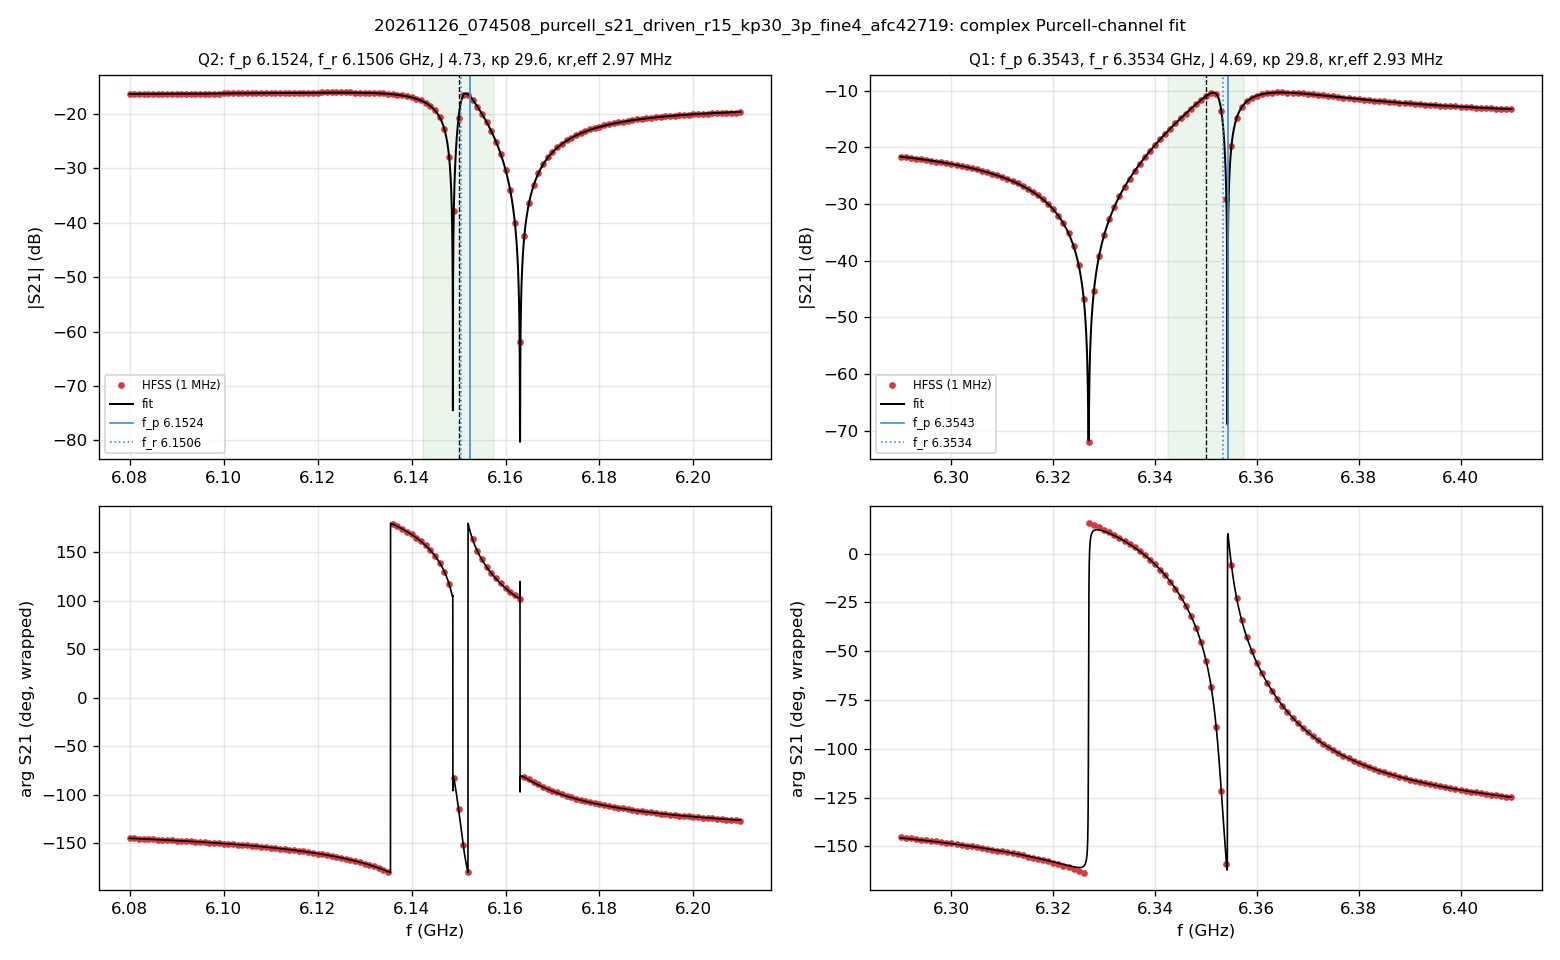 20261126_074508_purcell_s21_driven_r15_kp30_3p_fine4_afc42719: complex Purcell-channel fit
Q2: f_p 6.1524, f_r 6.1506 GHz, J 4.73, κp 29.6, κr,eff 2.97 MHz
|S21| (dB)
−20
−30
−40
−50
−60
−70
−80
HFSS (1 MHz)
fit
f_p 6.1524
f_r 6.1506
6.08 6.10 6.12 6.14 6.16 6.18 6.20
Q1: f_p 6.3543, f_r 6.3534 GHz, J 4.69, κp 29.8, κr,eff 2.93 MHz
|S21| (dB)
−10
−20
−30
−40
−50
−60
−70
HFSS (1 MHz)
fit
f_p 6.3543
f_r 6.3534
6.30 6.32 6.34 6.36 6.38 6.40
arg S21 (deg, wrapped)
150
100
50
0
−50
−100
−150
6.08 6.10 6.12 6.14 6.16 6.18 6.20
f (GHz)
arg S21 (deg, wrapped)
0
−25
−50
−75
−100
−125
−150
6.30 6.32 6.34 6.36 6.38 6.40
f (GHz)